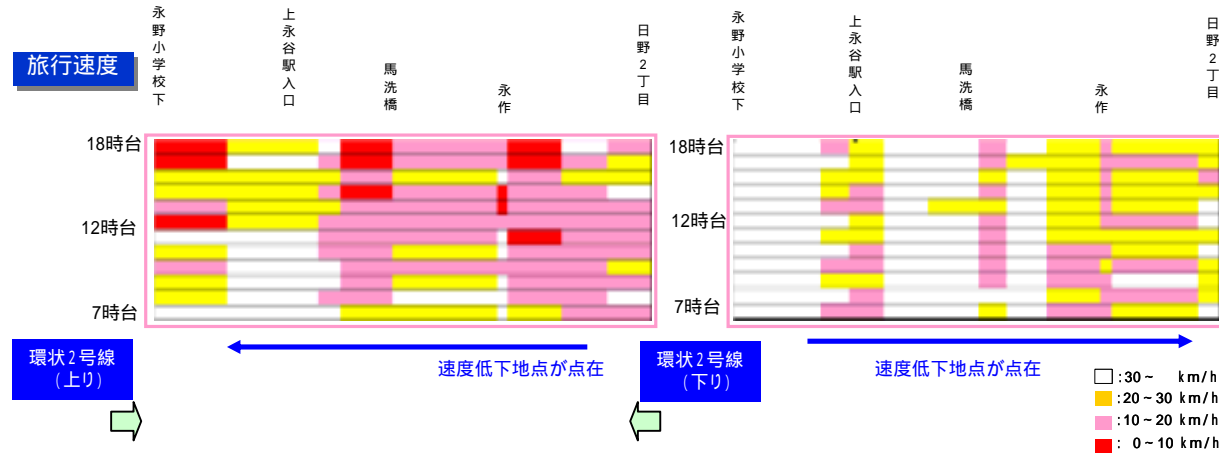 旅行速度
永野小学校下
上永谷駅入口
馬洗橋
永作
日野2丁目
永野小学校下
上永谷駅入口
馬洗橋
永作
日野2丁目
18時台
12時台
7時台
18時台
12時台
7時台
環状2号線
(上り)
速度低下地点が点在
環状2号線
(下り)
速度低下地点が点在
:30~ km/h
:20~30 km/h
:10~20 km/h
: 0~10 km/h